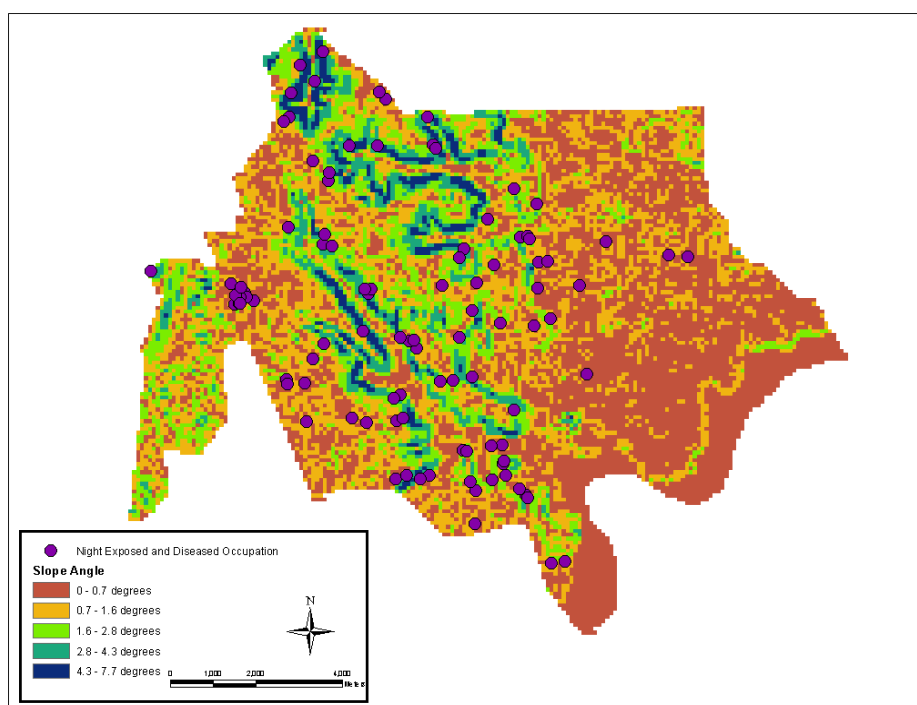 Night Exposed and Diseased Occupation
Slope Angle
0 - 0.7 degrees
0.7 - 1.6 degrees
1.6 - 2.8 degrees
2.8 - 4.3 degrees
4.3 - 7.7 degrees
N
0 1,000 2,000 4,000
Meters